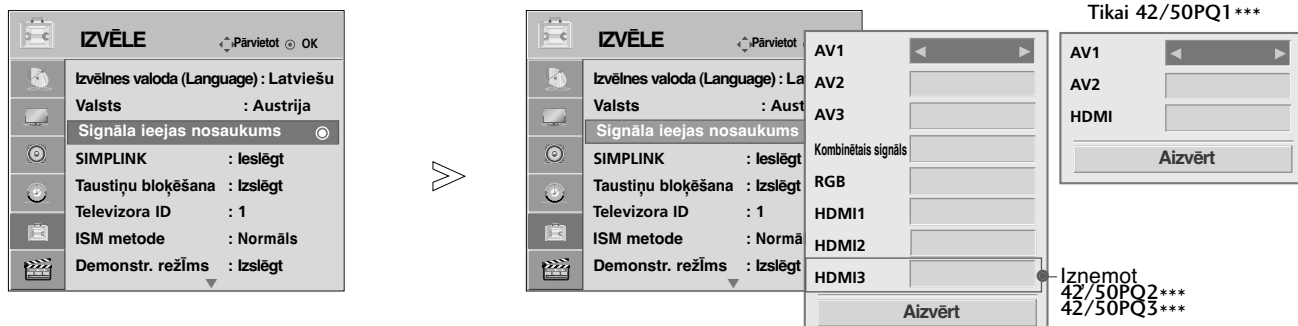 IZVĒLE
Pārvietot OK
Izvēlnes valoda (Language) : Latviešu
Valsts : Austrija
Signāla ieejas nosaukums
SIMPLINK : Ieslēgt
Taustiņu bloķēšana : Izslēgt
Televizora ID : 1
ISM metode : Normāls
Demonstr. režīms : Izslēgt
IZVĒLE
Pārvietot
Izvēlnes valoda (Language) : La
Valsts : Aust
Signāla ieejas nosaukums
SIMPLINK : Ieslēgt
Taustiņu bloķēšana : Izslēgt
Televizora ID : 1
ISM metode : Normā
Demonstr. režīms : Izslēgt
AV1
AV2
AV3
Kombinētais signāls
RGB
HDMI1
HDMI2
HDMI3
Aizvērt
Tikai 42/50PQ1***
AV1
AV2
HDMI
Aizvērt
Izņemot
42/50PQ2***
42/50PQ3***